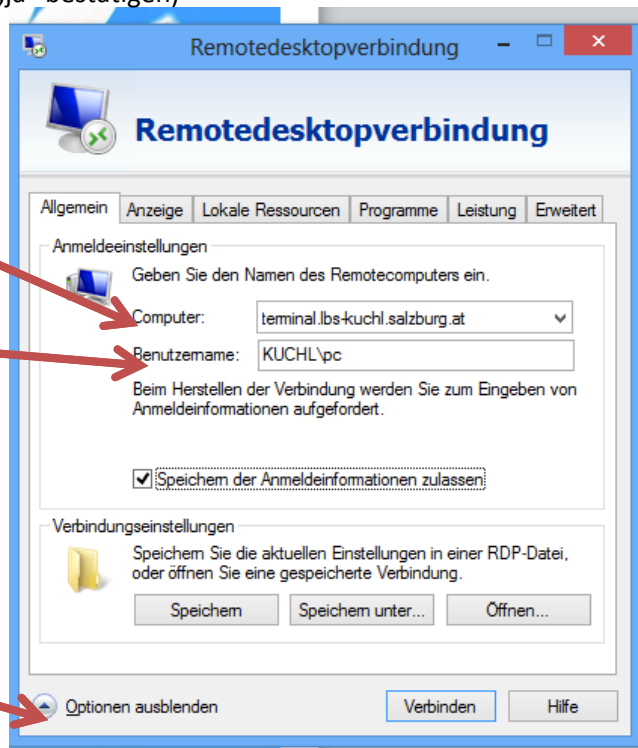 „ja“ bestätigen)
Remotedesktopverbindung
Remotedesktopverbindung
Allgemein Anzeige Lokale Ressourcen Programme Leistung Erweitert
Anmeldeeinstellungen
Geben Sie den Namen des Remotecomputers ein.
Computer: terminal.lbs-kuchl.salzburg.at
Benutzername: KUCHL\pc
Beim Herstellen der Verbindung werden Sie zum Eingeben von
Anmeldeinformationen aufgefordert.
Speichern der Anmeldeinformationen zulassen
Verbindungseinstellungen
Speichern Sie die aktuellen Einstellungen in einer RDP-Datei,
oder öffnen Sie eine gespeicherte Verbindung.
Speichern Speichern unter... Öffnen...
Optionen ausblenden Verbinden Hilfe